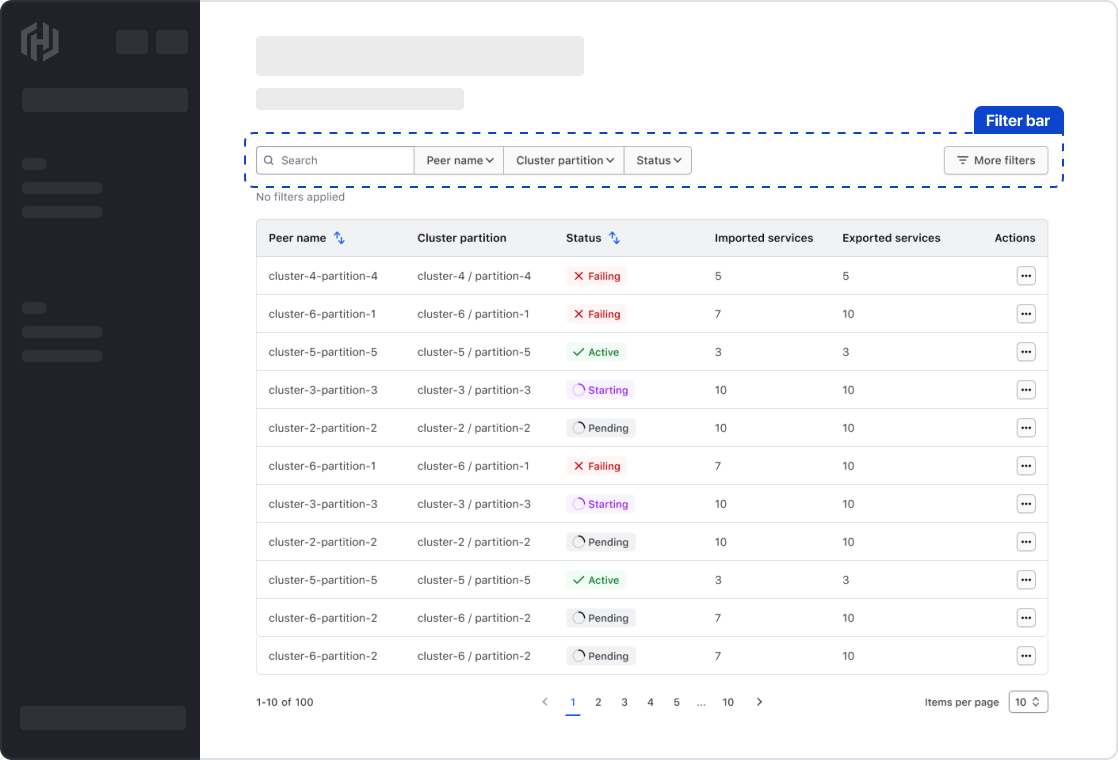 Filter bar
Search Peer name Cluster partition Status More filters
No filters applied
Peer name Cluster partition Status Imported services Exported services Actions
cluster-4-partition-4 cluster-4 / partition-4 Failing 5 5
cluster-6-partition-1 cluster-6 / partition-1 Failing 7 10
cluster-5-partition-5 cluster-5 / partition-5 Active 3 3
cluster-3-partition-3 cluster-3 / partition-3 Starting 10 10
cluster-2-partition-2 cluster-2 / partition-2 Pending 10 10
cluster-6-partition-1 cluster-6 / partition-1 Failing 7 10
cluster-3-partition-3 cluster-3 / partition-3 Starting 10 10
cluster-2-partition-2 cluster-2 / partition-2 Pending 10 10
cluster-5-partition-5 cluster-5 / partition-5 Active 3 3
cluster-6-partition-2 cluster-6 / partition-2 Pending 7 10
cluster-6-partition-2 cluster-6 / partition-2 Pending 7 10
1-10 of 100 1 2 3 4 5 ... 10 Items per page 10